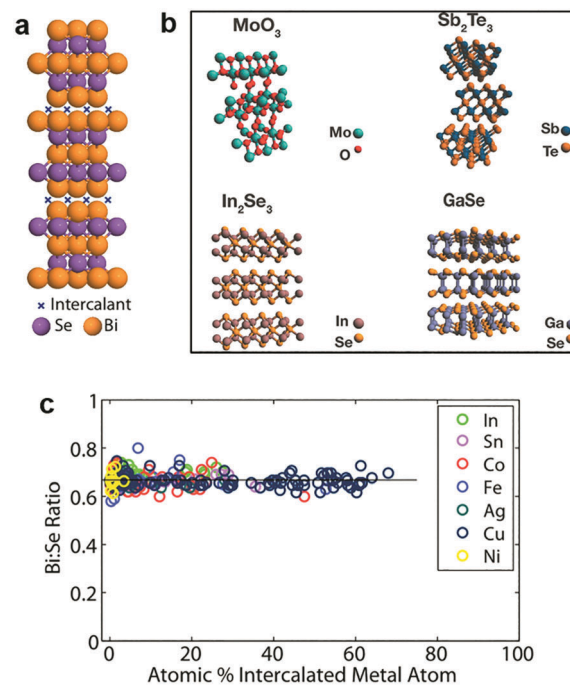 a
× Intercalant
Se Bi
b
MoO3
Mo
O
Sb2Te3
Sb
Te
In2Se3
In
Se
GaSe
Ga
Se
c
Bi:Se Ratio
1
0.8
0.6
0.4
0.2
0
0 20 40 60 80 100
Atomic % Intercalated Metal Atom
In
Sn
Co
Fe
Ag
Cu
Ni